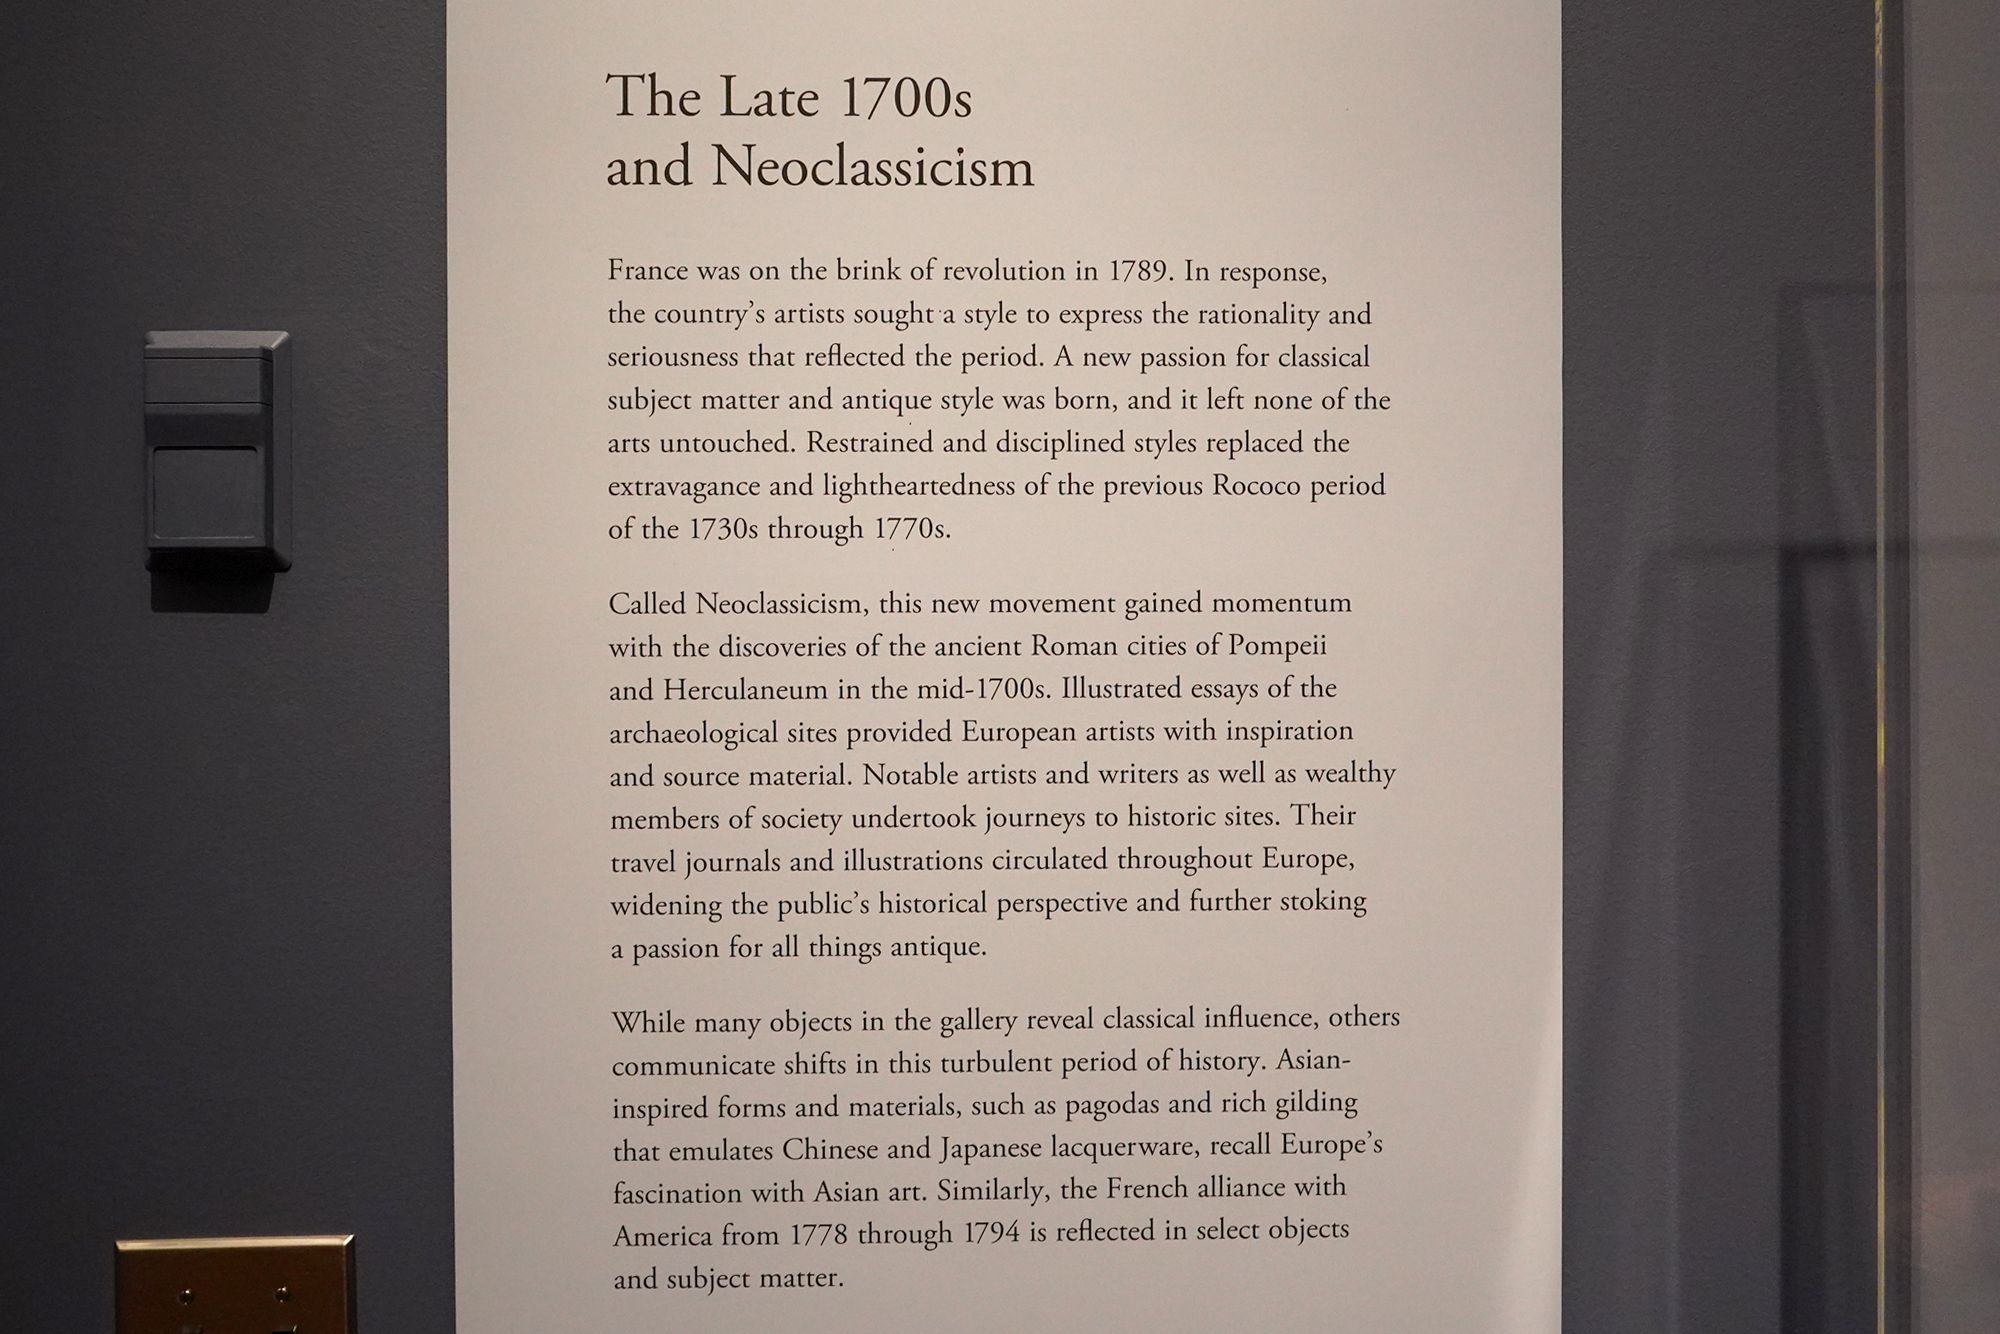 The Late 1700s
and Neoclassicism
France was on the brink of revolution in 1789. In response,
the country’s artists sought a style to express the rationality and
seriousness that reflected the period. A new passion for classical
subject matter and antique style was born, and it left none of the
arts untouched. Restrained and disciplined styles replaced the
extravagance and lightheartedness of the previous Rococo period
of the 1730s through 1770s.
Called Neoclassicism, this new movement gained momentum
with the discoveries of the ancient Roman cities of Pompeii
and Herculaneum in the mid-1700s. Illustrated essays of the
archaeological sites provided European artists with inspiration
and source material. Notable artists and writers as well as wealthy
members of society undertook journeys to historic sites. Their
travel journals and illustrations circulated throughout Europe,
widening the public’s historical perspective and further stoking
a passion for all things antique.
While many objects in the gallery reveal classical influence, others
communicate shifts in this turbulent period of history. Asian-
inspired forms and materials, such as pagodas and rich gilding
that emulates Chinese and Japanese lacquerware, recall Europe’s
fascination with Asian art. Similarly, the French alliance with
America from 1778 through 1794 is reflected in select objects
and subject matter.